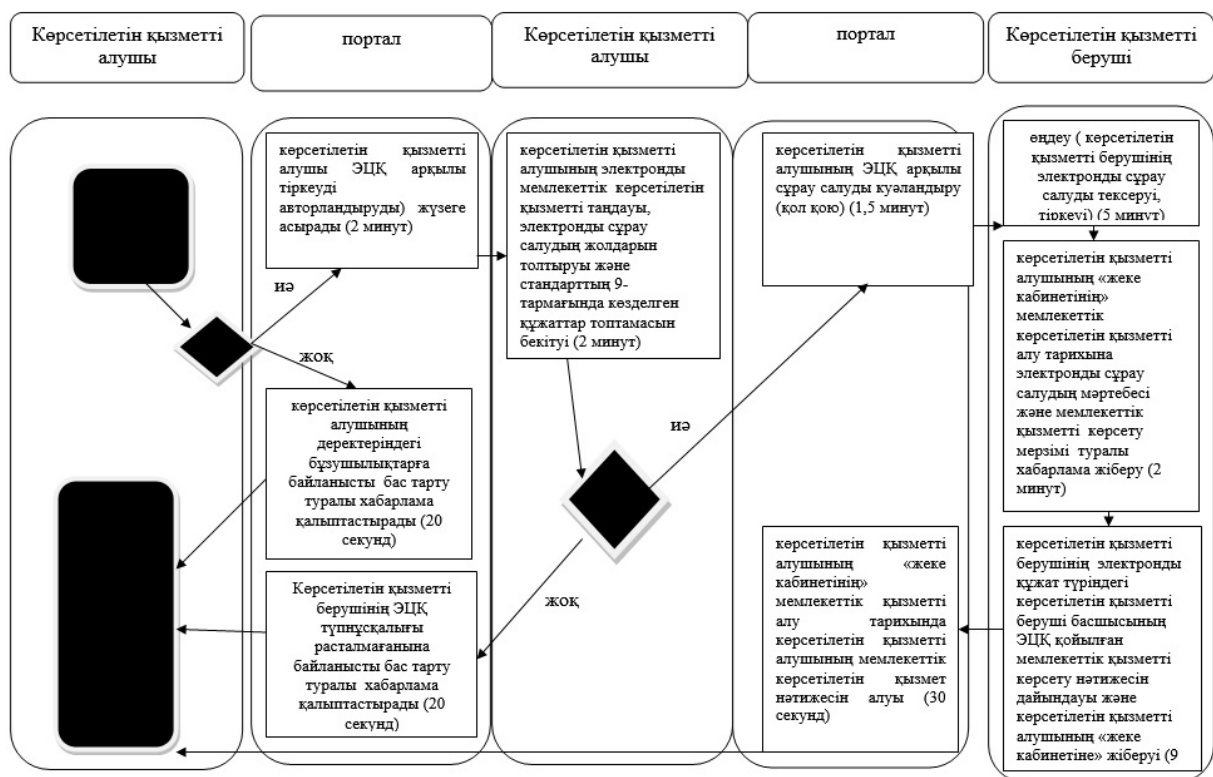 Көрсетілетін қызметті
алушы
портал
Көрсетілетін қызметті
алушы
портал
Көрсетілетін қызметті
беруші
көрсетілетін қызметті
алушы ЭЦҚ арқылы
тіркеуді
авторландыруды) жүзеге
асырады (2 минут)
иә
жоқ
көрсетілетін қызметті
алушының
деректеріндегі
бұзушылықтарға
байланысты бас тарту
туралы хабарлама
қалыптастырады (20
секунд)
Көрсетілетін қызметті
берушінің ЭЦҚ
түпнұсқалығы
расталмағанына
байланысты бас тарту
туралы хабарлама
қалыптастырады (20
секунд)
көрсетілетін қызметті
алушының электронды
мемлекеттік көрсетілетін
қызметті таңдауы,
электронды сұрау
салудың жолдарын
толтыруы және
стандарттың 9-
тармағында көзделген
құжаттар топтамасын
бекітуі (2 минут)
иә
жоқ
көрсетілетін қызметті
алушының ЭЦҚ арқылы
сұрау салуды куәландыру
(қол қою) (1,5 минут)
көрсетілетін қызметті
алушының «жеке
кабинетінің»
мемлекеттік қызметті
алу тарихында
көрсетілетін қызметті
алушының мемлекеттік
көрсетілетін қызмет
нәтижесін алуы (30
секунд)
өңдеу ( көрсетілетін
қызметті берушінің
электронды сұрау
салуды тексеруі,
тіркеуі) (5 минут)
көрсетілетін қызметті
алушының «жеке
кабинетінің»
мемлекеттік
көрсетілетін қызметті
алу тарихына
электронды сұрау
салудың мәртебесі
және мемлекеттік
қызметті көрсету
мерзімі туралы
хабарлама жіберу (2
минут)
көрсетілетін қызметті
берушінің электронды
құжат түріндегі
көрсетілетін қызметті
беруші басшысының
ЭЦҚ қойылған
мемлекеттік қызметті
көрсету нәтижесін
дайындауы және
көрсетілетін қызметті
алушының «жеке
кабинетіне» жіберуі (9